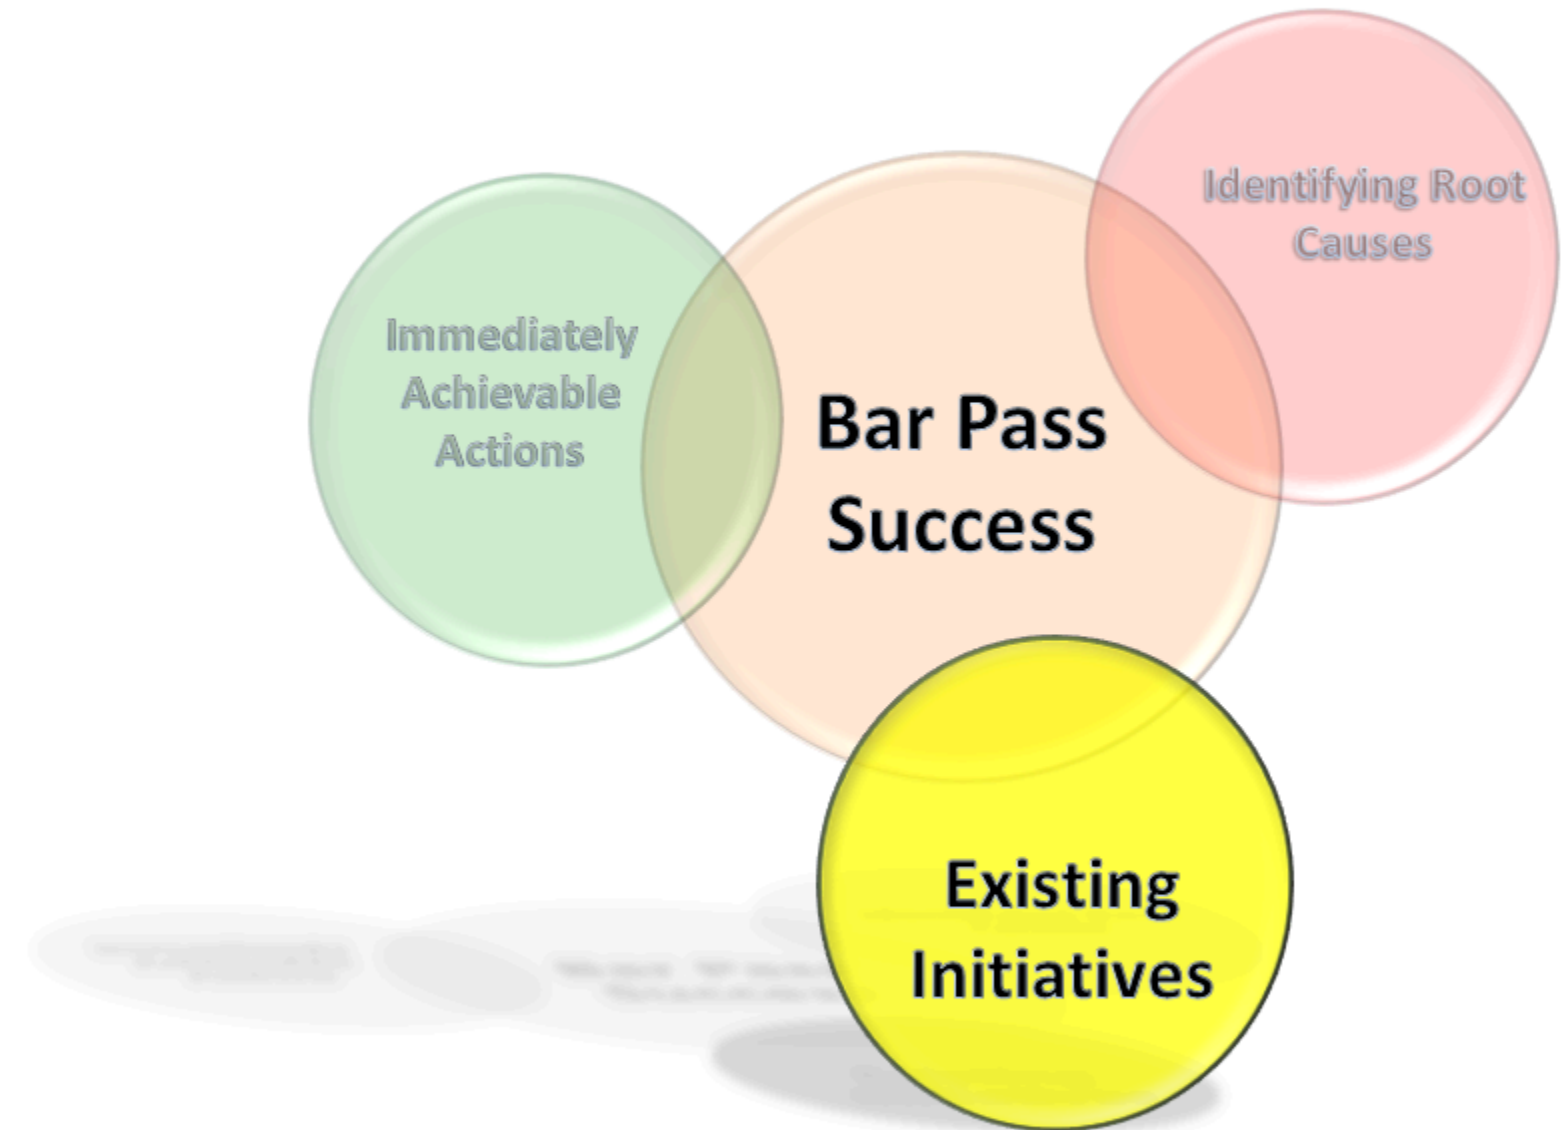 Identifying Root
Causes
Immediately
Achievable
Actions
Bar Pass
Success
Existing
Initiatives